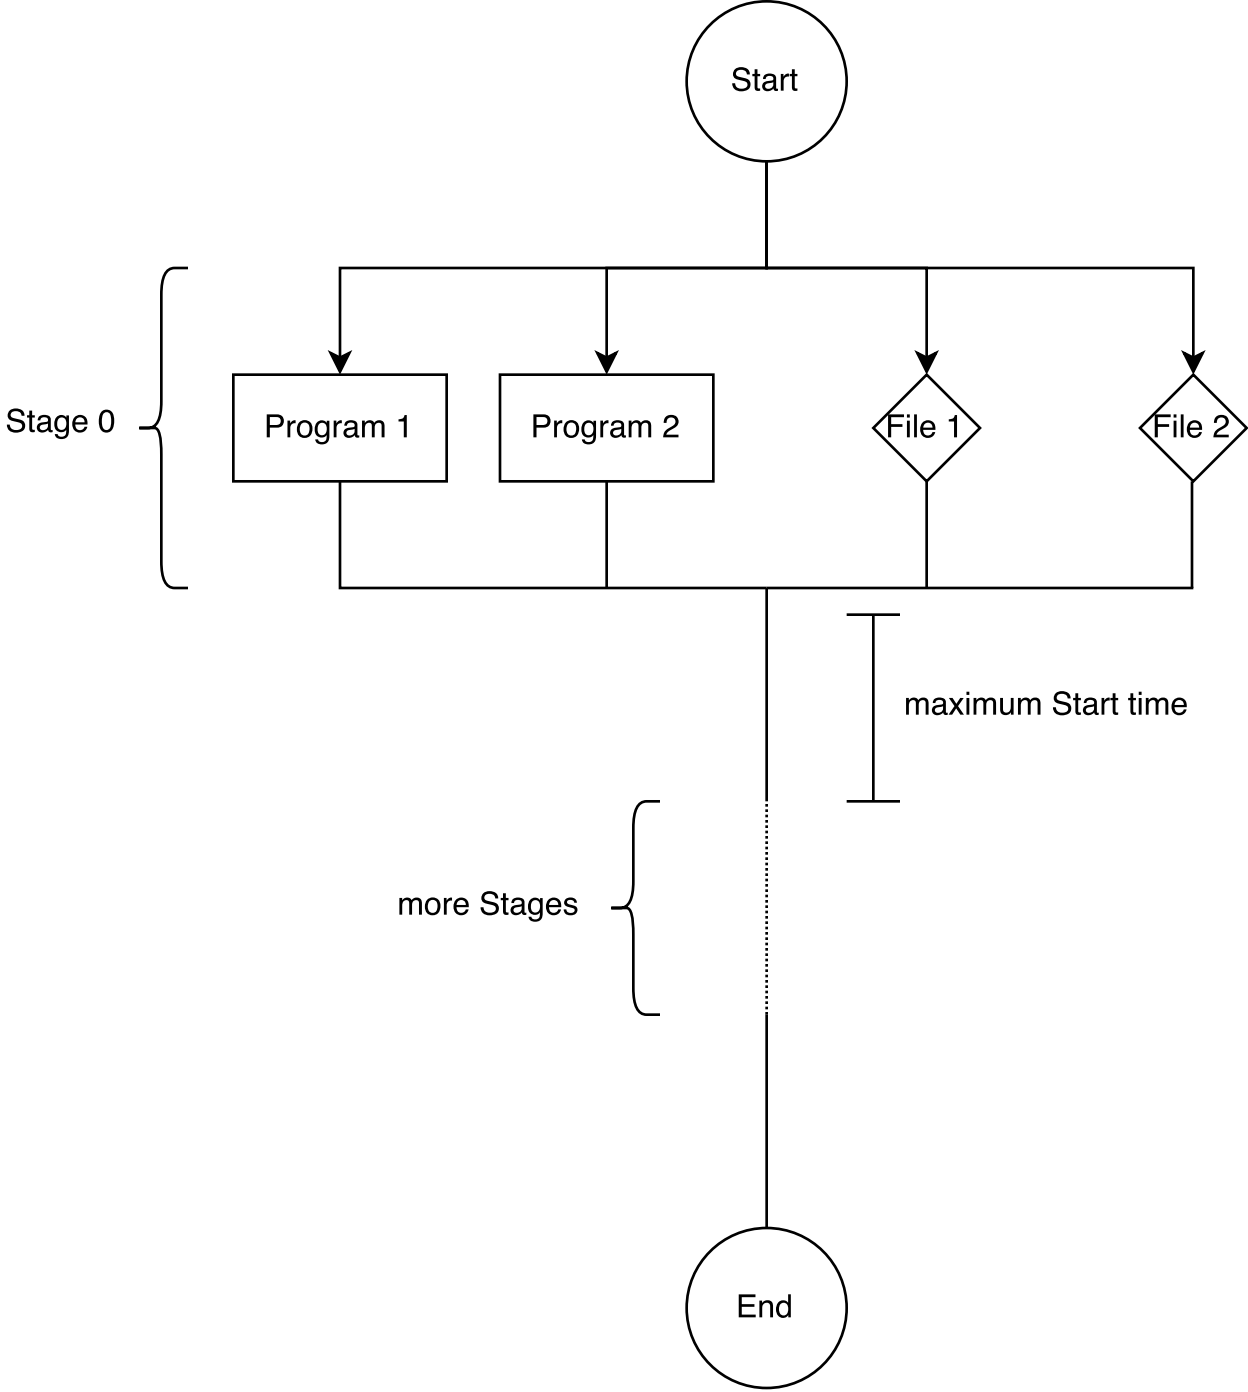 Start
Stage 0
Program 1
Program 2
File 1
File 2
maximum Start time
more Stages
End